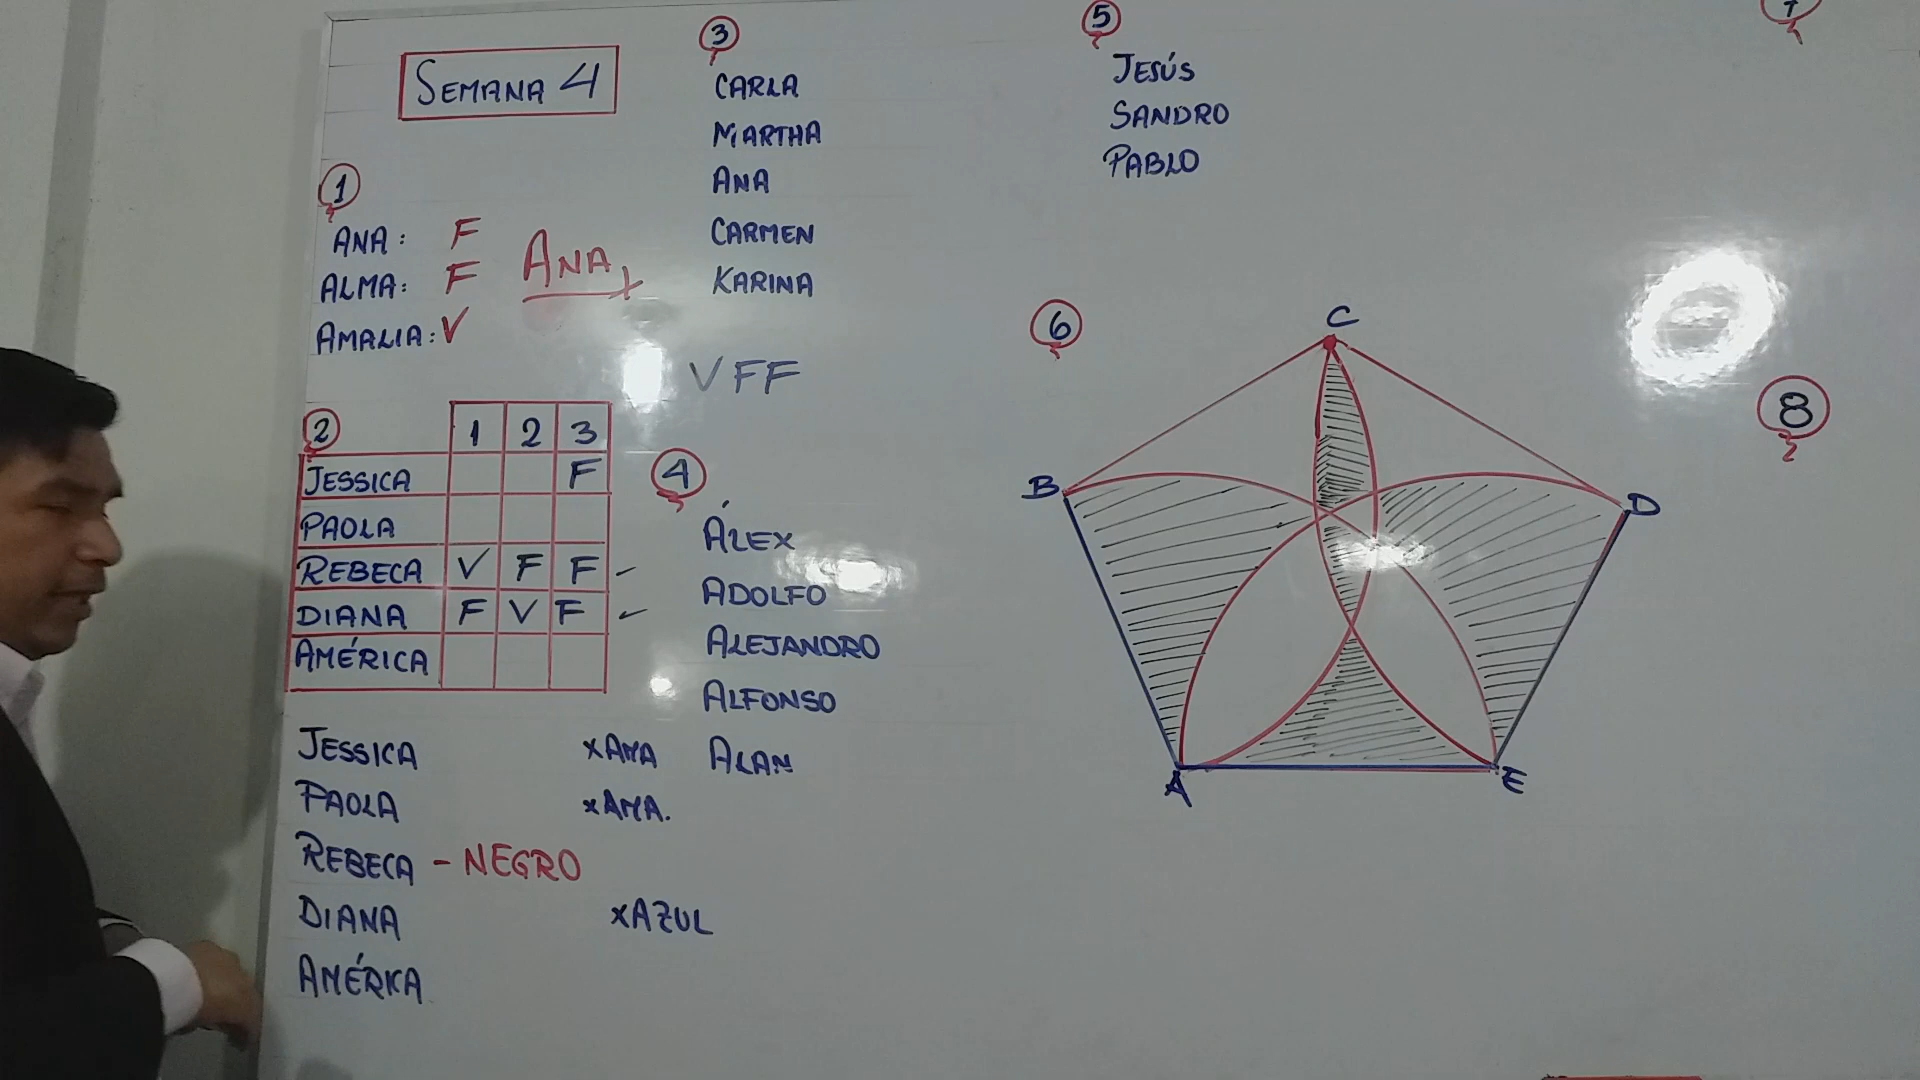 SEMANA 4
1
ANA: F
ALMA: F
AMALIA: V
ANA
2
1 2 3
JESSICA F
PAOLA
REBECA V F F
DIANA F V F
AMÉRICA
JESSICA xAMA
PAOLA xAMA.
REBECA - NEGRO
DIANA xAZUL
AMÉRICA
3
CARLA
MARTHA
ANA
CARMEN
KARINA
VFF
4
ÁLEX
ADOLFO
ALEJANDRO
ALFONSO
ALAN
5
JESÚS
SANDRO
PABLO
6
C
B
D
A
E
8